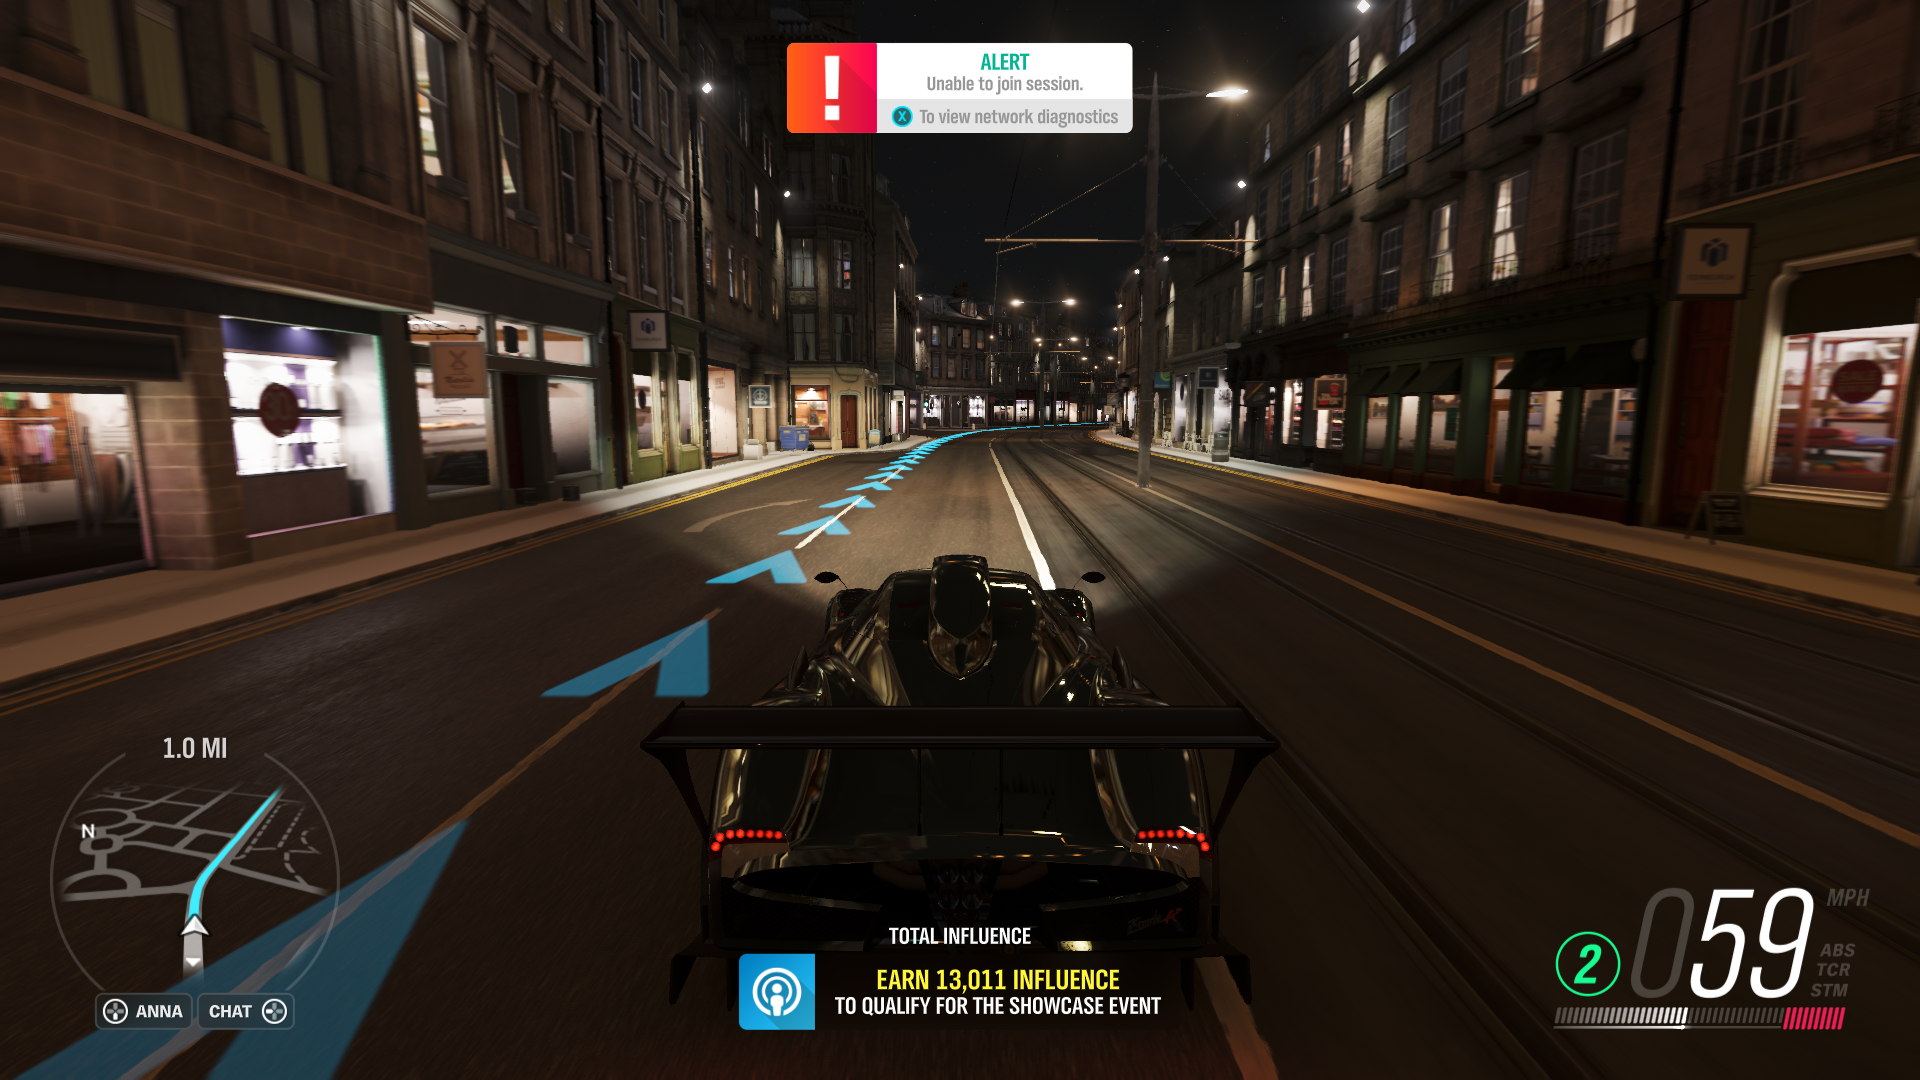 ALERT
Unable to join session.
X To view network diagnostics
1.0 MI
N
ANNA
CHAT
TOTAL INFLUENCE
EARN 13,011 INFLUENCE
TO QUALIFY FOR THE SHOWCASE EVENT
2
059
MPH
ABS
TCR
STM